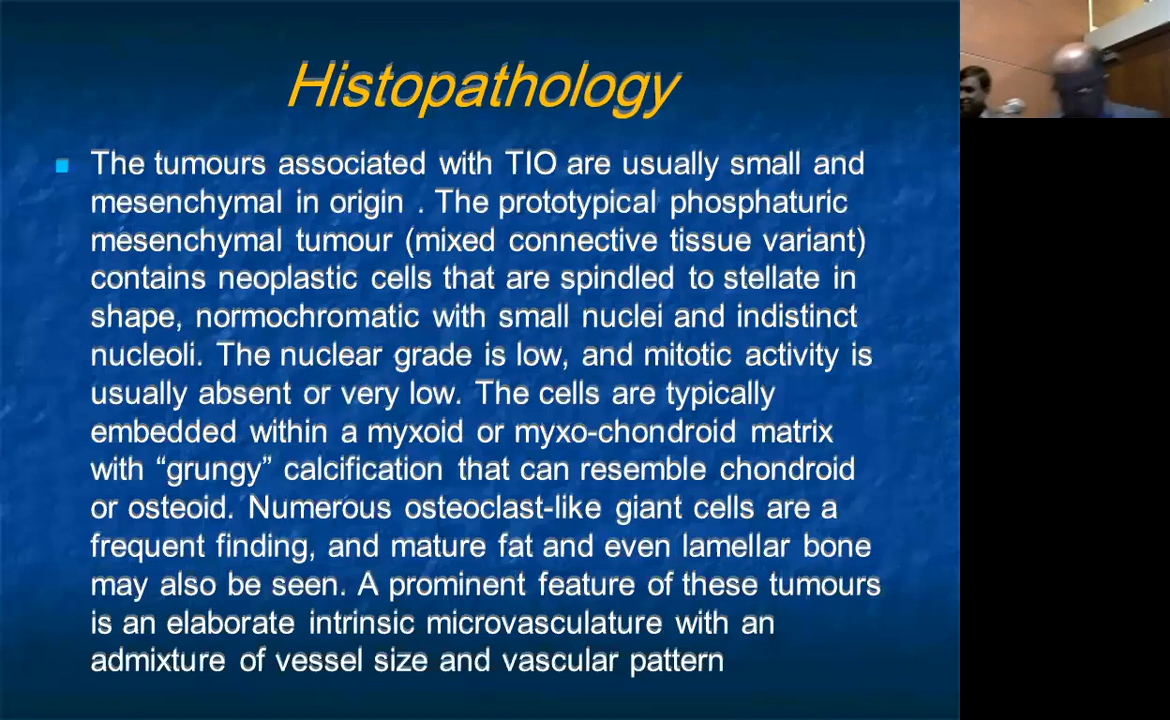 Histopathology
The tumours associated with TIO are usually small and
mesenchymal in origin . The prototypical phosphaturic
mesenchymal tumour (mixed connective tissue variant)
contains neoplastic cells that are spindled to stellate in
shape, normochromatic with small nuclei and indistinct
nucleoli. The nuclear grade is low, and mitotic activity is
usually absent or very low. The cells are typically
embedded within a myxoid or myxo-chondroid matrix
with “grungy” calcification that can resemble chondroid
or osteoid. Numerous osteoclast-like giant cells are a
frequent finding, and mature fat and even lamellar bone
may also be seen. A prominent feature of these tumours
is an elaborate intrinsic microvasculature with an
admixture of vessel size and vascular pattern